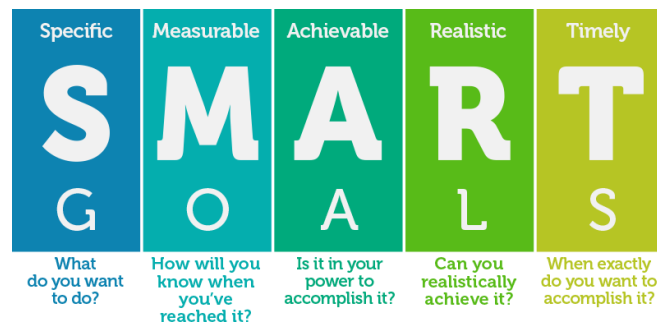 Specific Measurable Achievable Realistic Timely
S M A R T
G O A L S
What
do you want
to do?
How will you
know when
you've
reached it?
Is it in your
power to
accomplish it?
Can you
realistically
achieve it?
When exactly
do you want to
accomplish it?